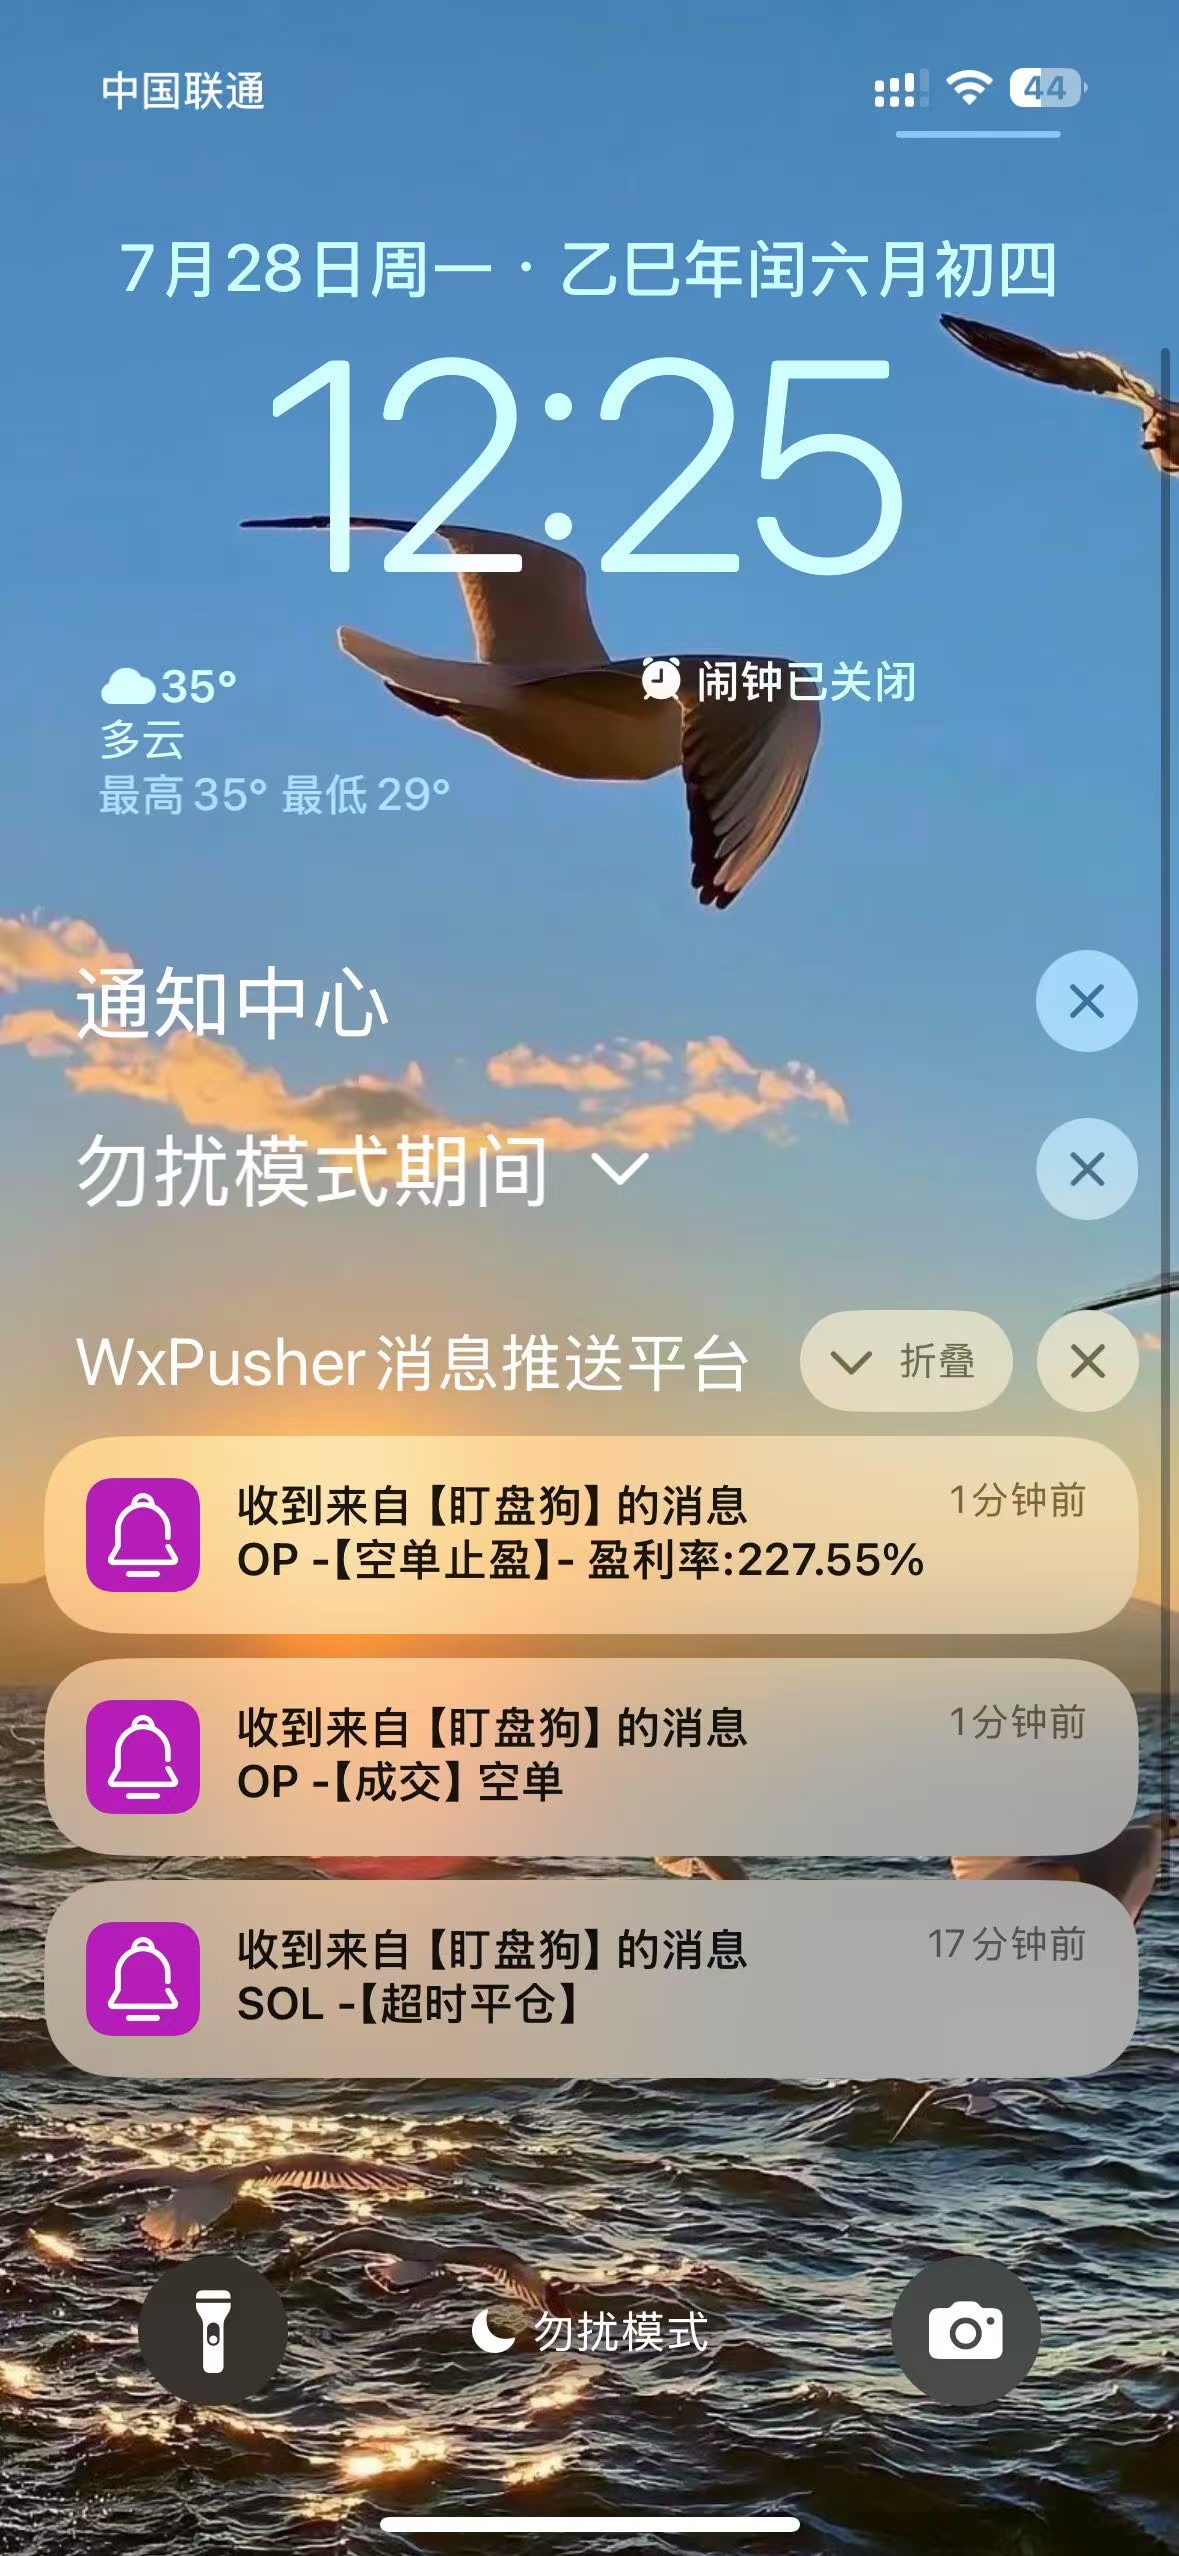 中国联通
44
7月28日周一 · 乙巳年闰六月初四
12:25
35°
多云
最高35° 最低29°
闹钟已关闭
通知中心
勿扰模式期间
WxPusher消息推送平台
折叠
收到来自【盯盘狗】的消息
1分钟前
OP -【空单止盈】- 盈利率:227.55%
收到来自【盯盘狗】的消息
1分钟前
OP -【成交】空单
收到来自【盯盘狗】的消息
17分钟前
SOL -【超时平仓】
勿扰模式